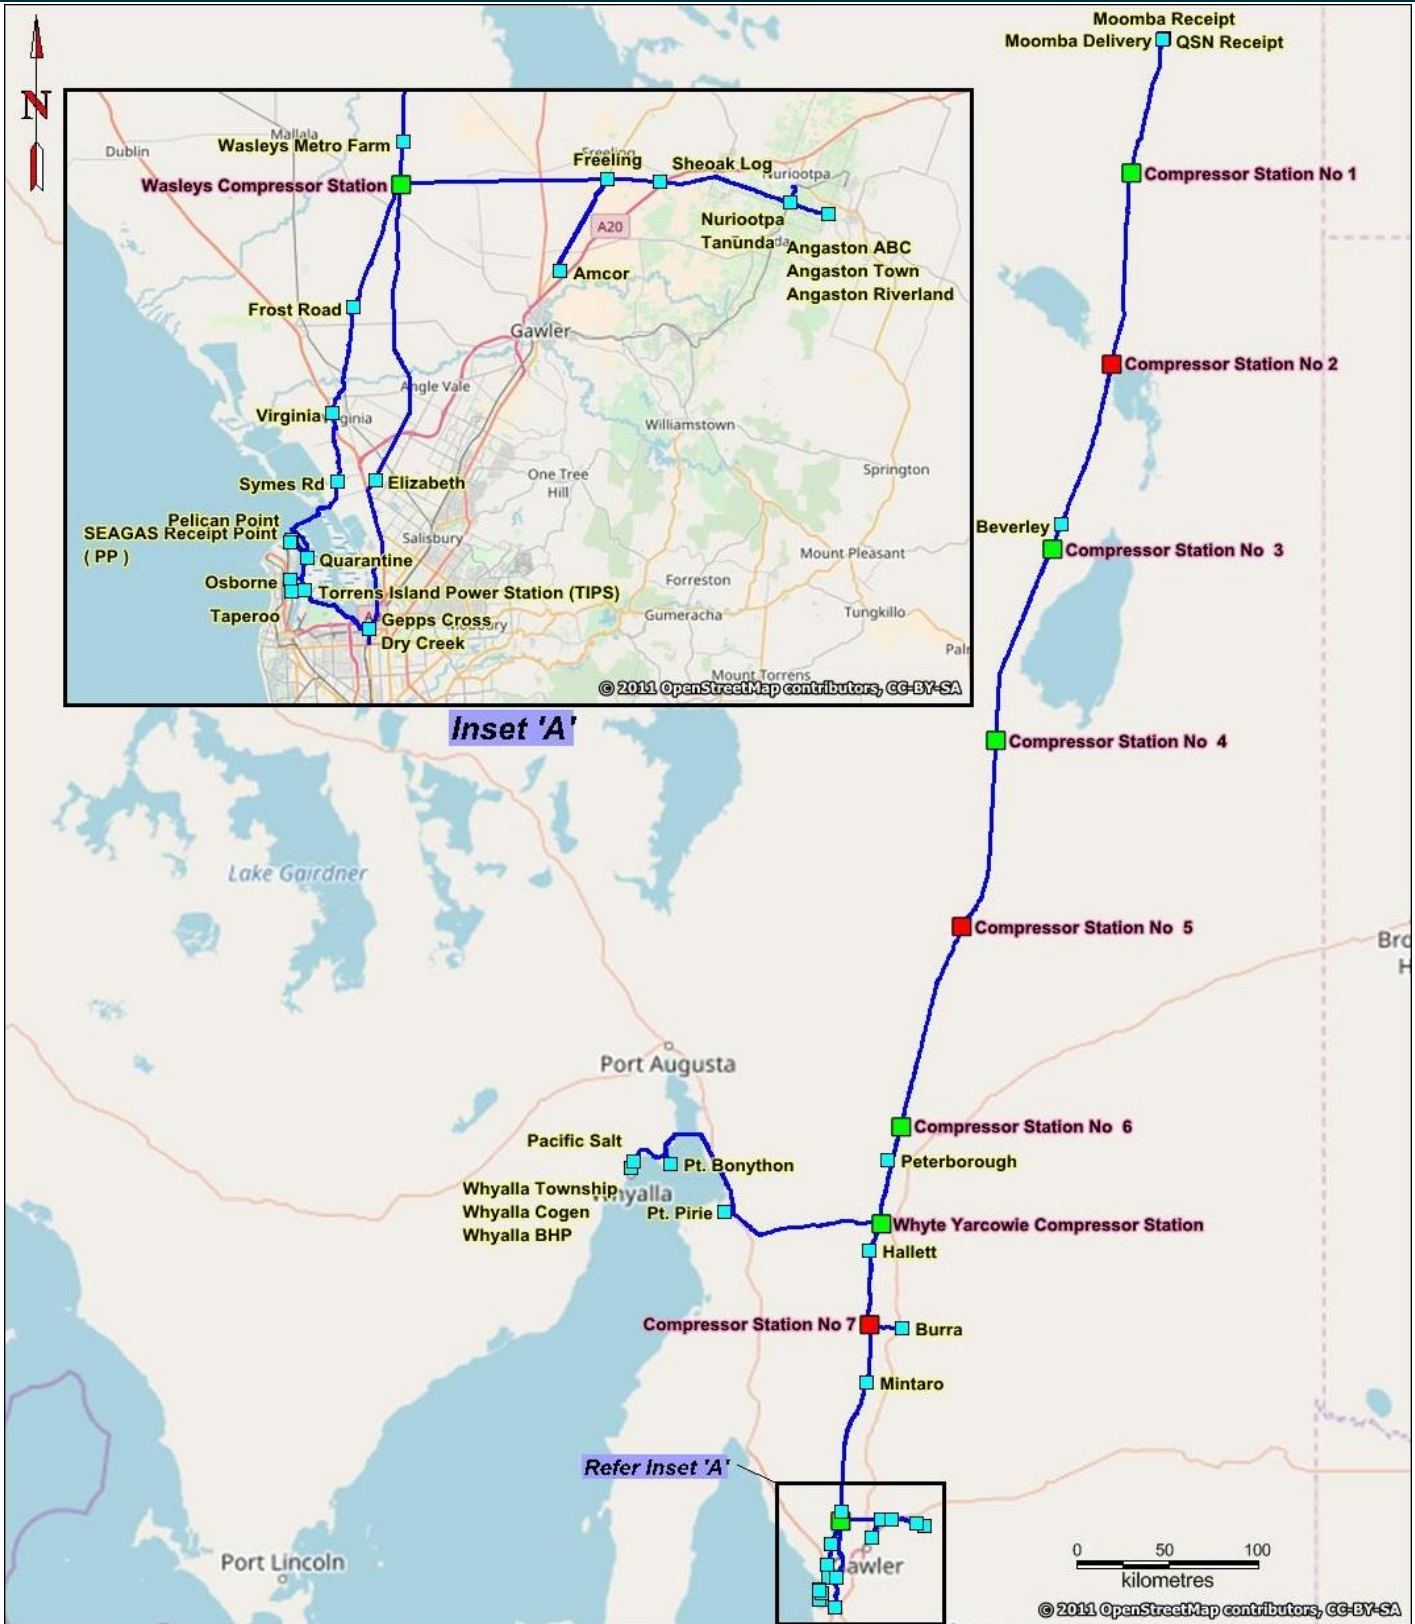 Moomba Receipt
Moomba Delivery
QSN Receipt
N
Compressor Station No 1
Compressor Station No 2
Beverley
Compressor Station No 3
Compressor Station No 4
Compressor Station No 5
Compressor Station No 6
Peterborough
Whyte Yarcowie Compressor Station
Hallett
Compressor Station No 7
Burra
Mintaro
Mallala
Dublin
Wasleys Metro Farm
Wasleys Compressor Station
Freeling
Freeling
Sheoak Log
Nuriootpa
A20
Nuriootpa
Tanunda
Angaston ABC
Angaston Town
Angaston Riverland
Amcor
Frost Road
Gawler
Angle Vale
Virginia
Williamstown
Springton
One Tree
Hill
Symes Rd
Elizabeth
Pelican Point
SEAGAS Receipt Point
( PP )
Salisbury
Mount Pleasant
Quarantine
Forreston
Osborne
Torrens Island Power Station (TIPS)
Taperoo
Gepps Cross
Gumeracha
Tungkillo
Dry Creek
Mount Torrens
© 2011 OpenStreetMap contributors, CC-BY-SA
Inset 'A'
Lake Gairdner
Port Augusta
Pacific Salt
Pt. Bonython
Whyalla Township
Whyalla
Whyalla Cogen
Pt. Pirie
Whyalla BHP
Refer Inset 'A'
Port Lincoln
Gawler
0 50 100
kilometres
© 2011 OpenStreetMap contributors, CC-BY-SA